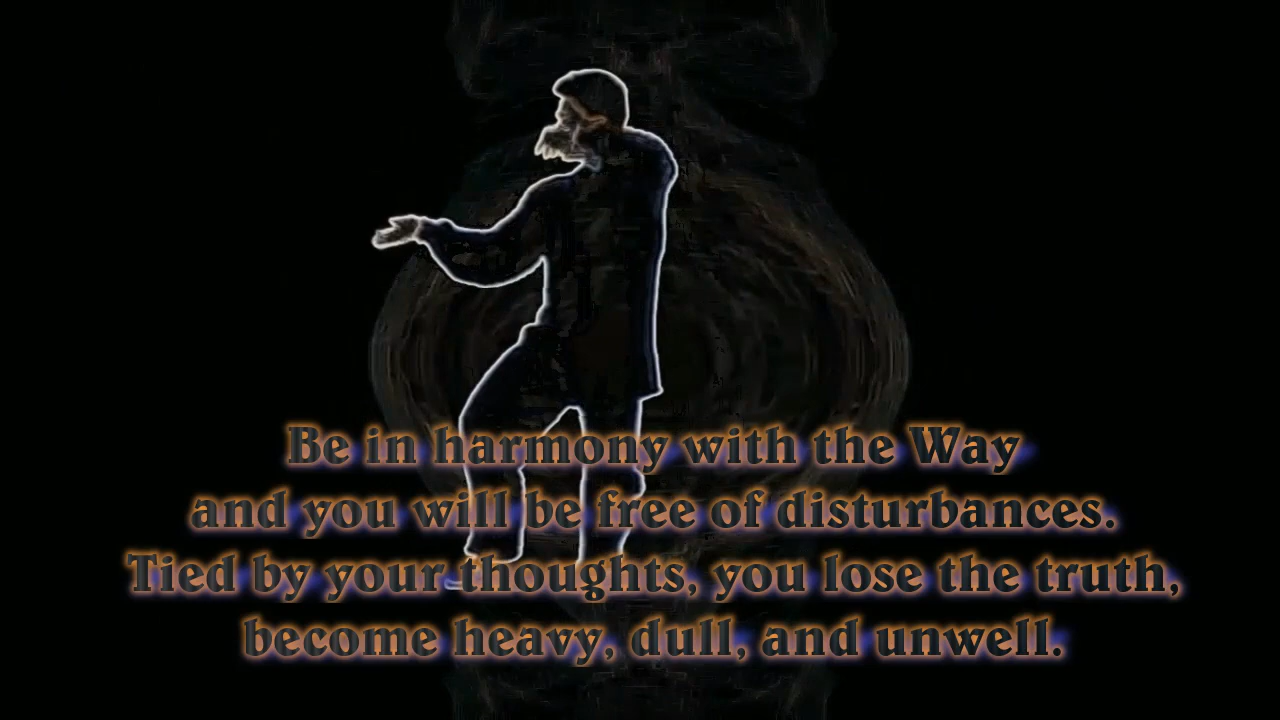 Be in harmony with the Way
and you will be free of disturbances.
Tied by your thoughts, you lose the truth,
become heavy, dull, and unwell.